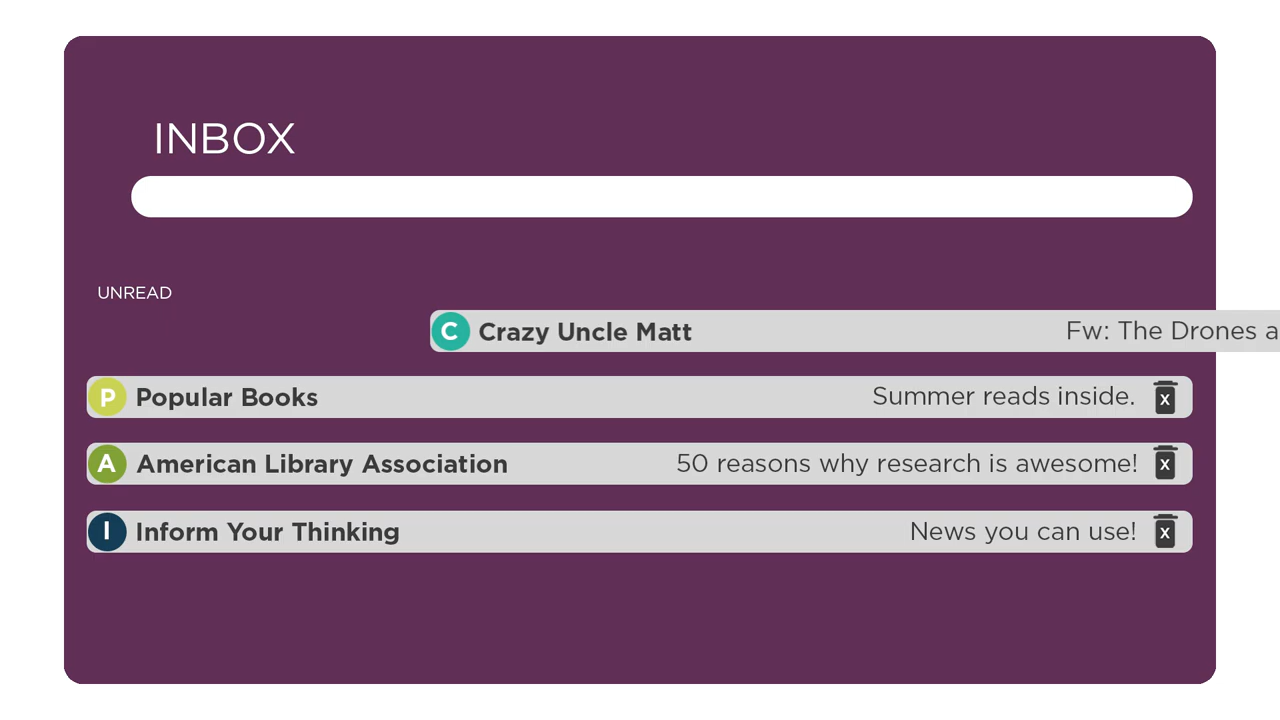 INBOX
UNREAD
C Crazy Uncle Matt Fw: The Drones a
P Popular Books Summer reads inside. X
A American Library Association 50 reasons why research is awesome! X
I Inform Your Thinking News you can use! X